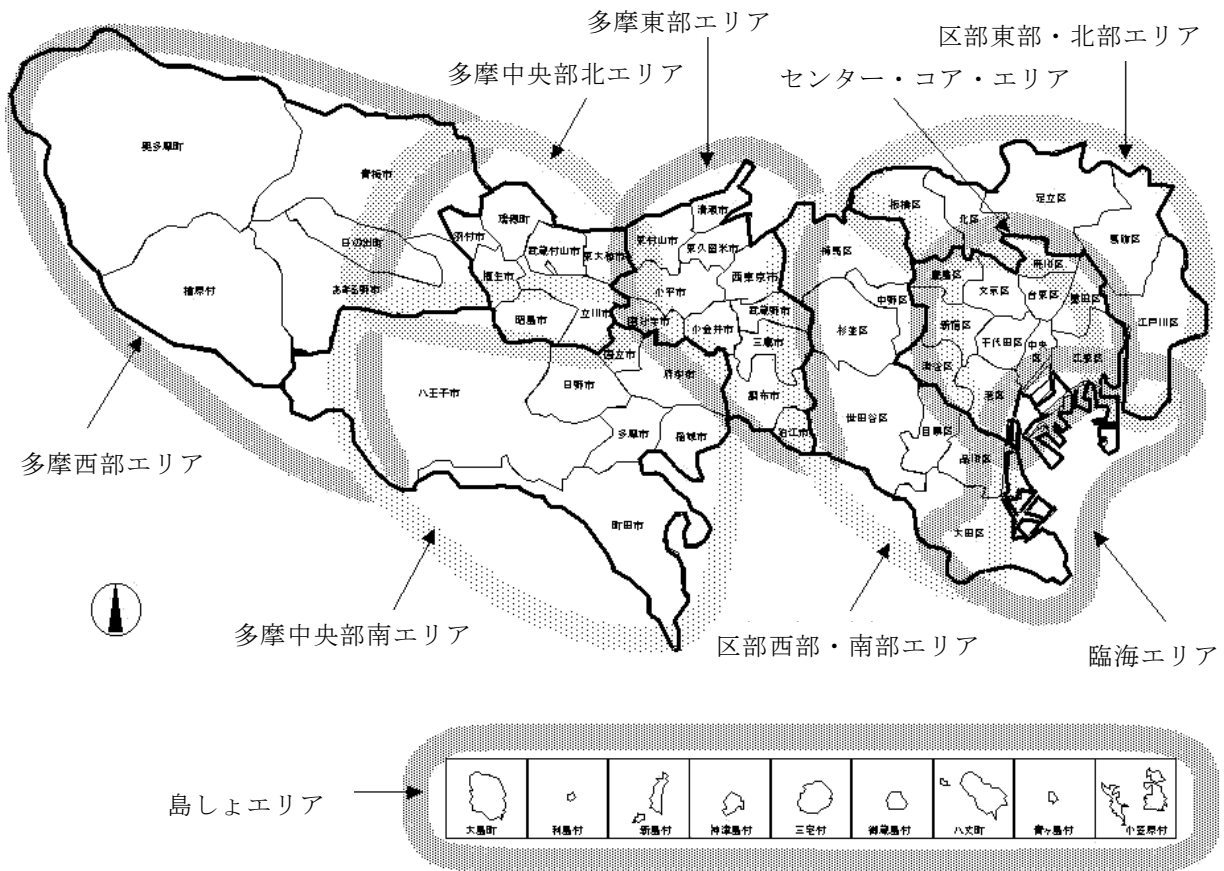 多摩東部エリア
区部東部・北部エリア
多摩中央部北エリア
センター・コア・エリア
奥多摩町
青梅市
日の出町
あきる野市
檜原村
瑞穂町
羽村市
武蔵村山市
東大和市
福生市
昭島市
立川市
清瀬市
東村山市
東久留米市
西東京市
小平市
国分寺市
小金井市
武蔵野市
三鷹市
国立市
府中市
調布市
狛江市
八王子市
日野市
多摩市
稲城市
町田市
板橋区
北区
足立区
葛飾区
練馬区
豊島区
荒川区
文京区
台東区
墨田区
江戸川区
中野区
杉並区
新宿区
千代田区
中央区
江東区
渋谷区
港区
世田谷区
目黒区
品川区
大田区
多摩西部エリア
多摩中央部南エリア
区部西部・南部エリア
臨海エリア
島しょエリア
大島町
利島村
新島村
神津島村
三宅村
御蔵島村
八丈町
青ヶ島村
小笠原村